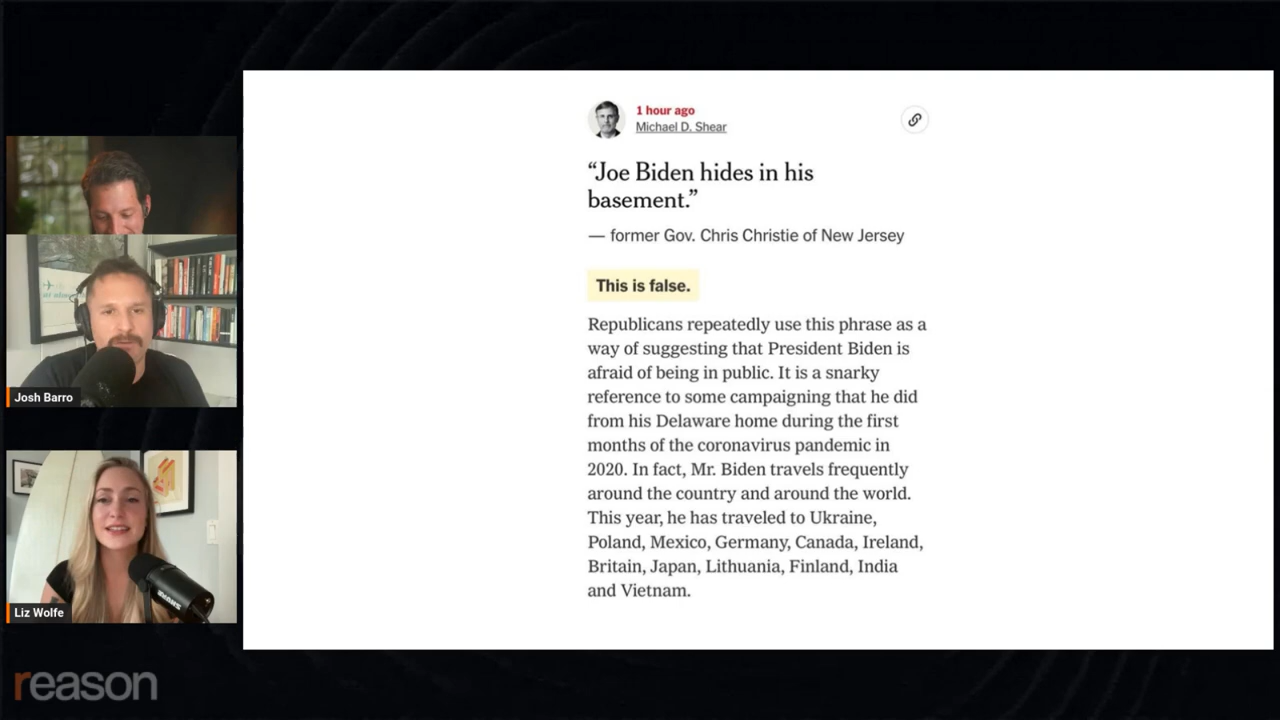 1 hour ago
Michael D. Shear
“Joe Biden hides in his
basement.”
— former Gov. Chris Christie of New Jersey
This is false.
Republicans repeatedly use this phrase as a
way of suggesting that President Biden is
afraid of being in public. It is a snarky
reference to some campaigning that he did
from his Delaware home during the first
months of the coronavirus pandemic in
2020. In fact, Mr. Biden travels frequently
around the country and around the world.
This year, he has traveled to Ukraine,
Poland, Mexico, Germany, Canada, Ireland,
Britain, Japan, Lithuania, Finland, India
and Vietnam.
Josh Barro
SHURE
Liz Wolfe
reason